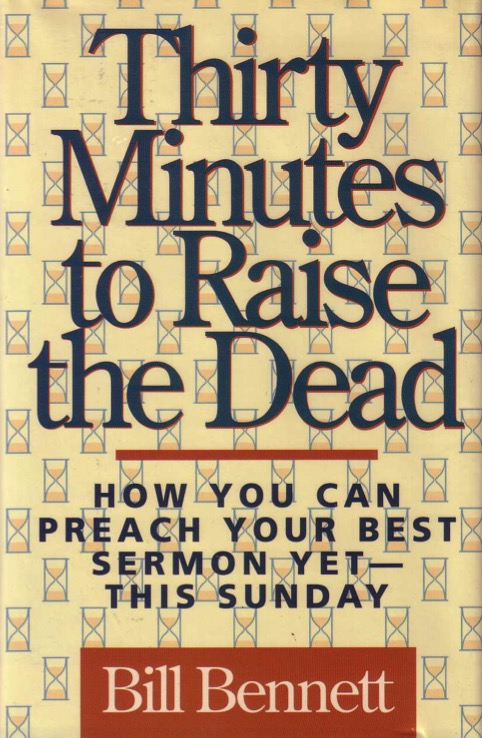 Thirty
Minutes
to Raise
the Dead
HOW YOU CAN
PREACH YOUR BEST
SERMON YET—
THIS SUNDAY
Bill Bennett